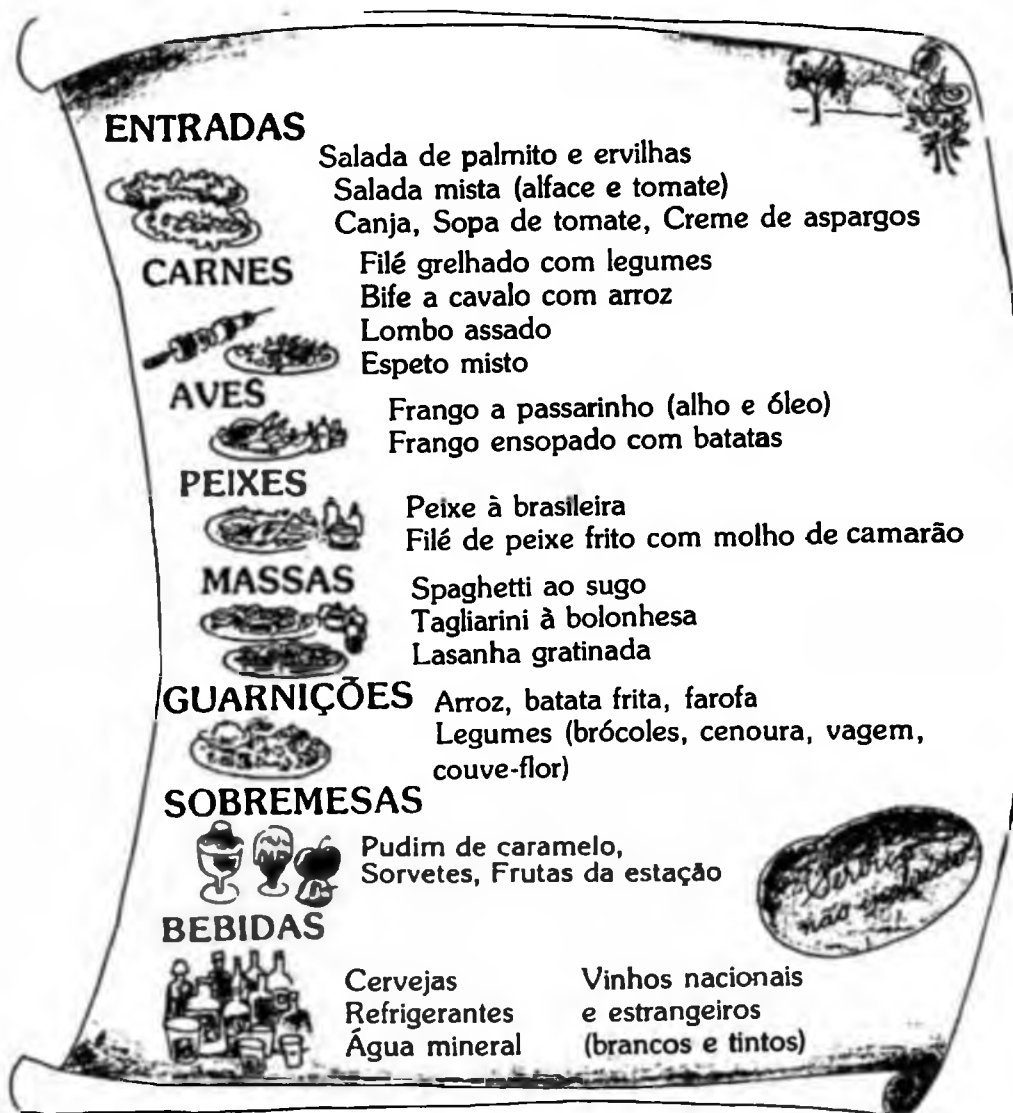 ENTRADAS
Salada de palmito e ervilhas
Salada mista (alface e tomate)
Canja, Sopa de tomate, Creme de aspargos
CARNES
Filé grelhado com legumes
Bife a cavalo com arroz
Lombo assado
Espeto misto
AVES
Frango a passarinho (alho e óleo)
Frango ensopado com batatas
PEIXES
Peixe à brasileira
Filé de peixe frito com molho de camarão
MASSAS
Spaghetti ao sugo
Tagliarini à bolonhesa
Lasanha gratinada
GUARNIÇÕES
Arroz, batata frita, farofa
Legumes (brócoles, cenoura, vagem,
couve-flor)
SOBREMESAS
Pudim de caramelo,
Sorvetes, Frutas da estação
Serviço
não incluído
BEBIDAS
Cervejas
Refrigerantes
Água mineral
Vinhos nacionais
e estrangeiros
(brancos e tintos)